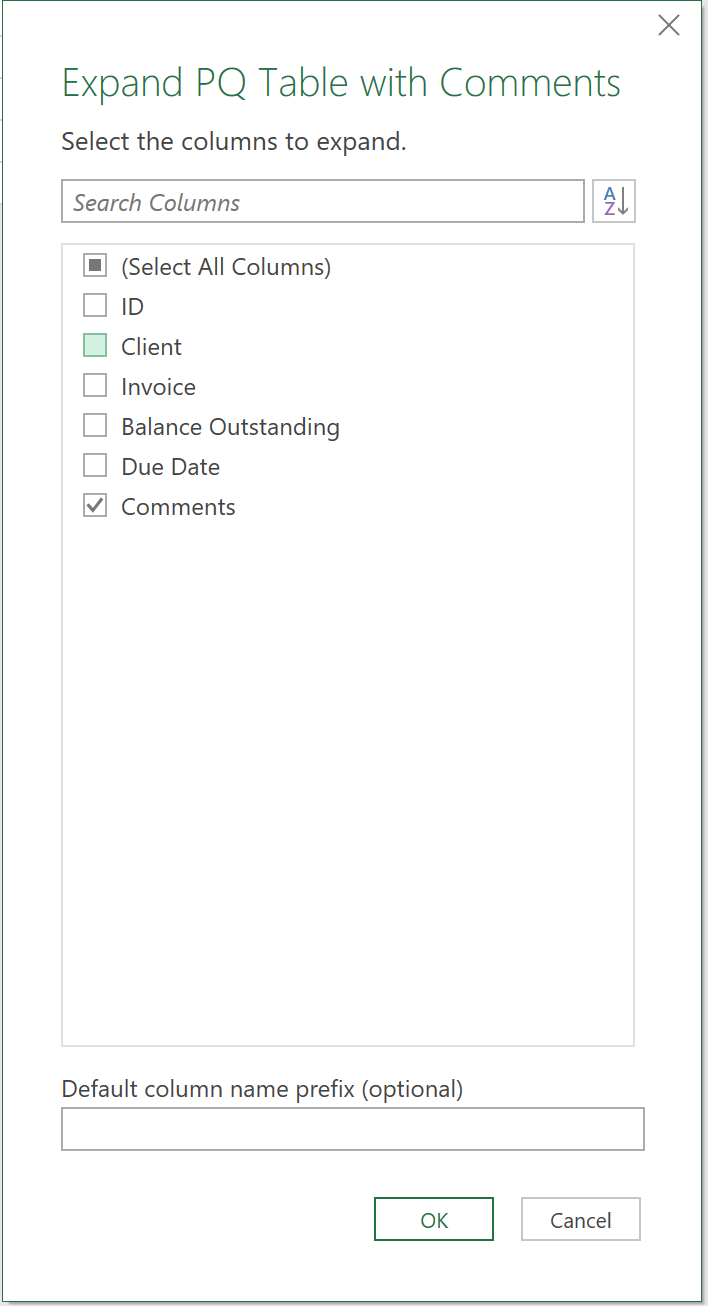 Expand PQ Table with Comments
Select the columns to expand.
Search Columns
A
Z
(Select All Columns)
ID
Client
Invoice
Balance Outstanding
Due Date
Comments
Default column name prefix (optional)
OK Cancel